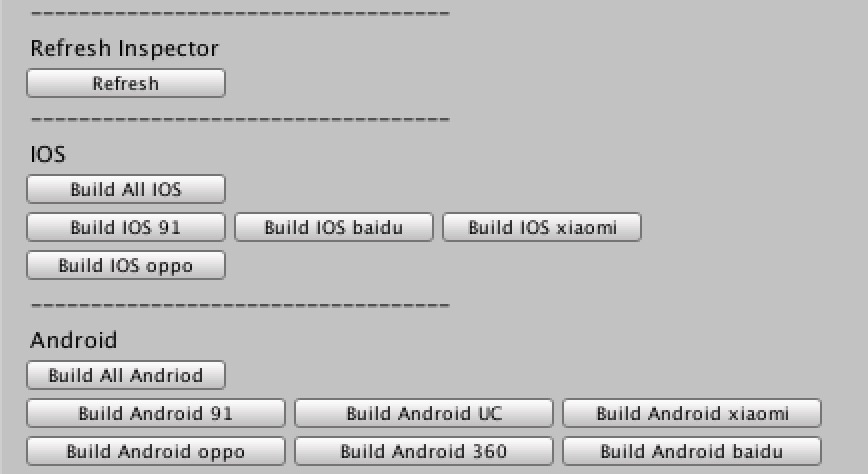 -----------------------------------
Refresh Inspector
Refresh
-----------------------------------
IOS
Build All IOS
Build IOS 91 Build IOS baidu Build IOS xiaomi
Build IOS oppo
-----------------------------------
Android
Build All Andriod
Build Android 91 Build Android UC Build Android xiaomi
Build Android oppo Build Android 360 Build Android baidu